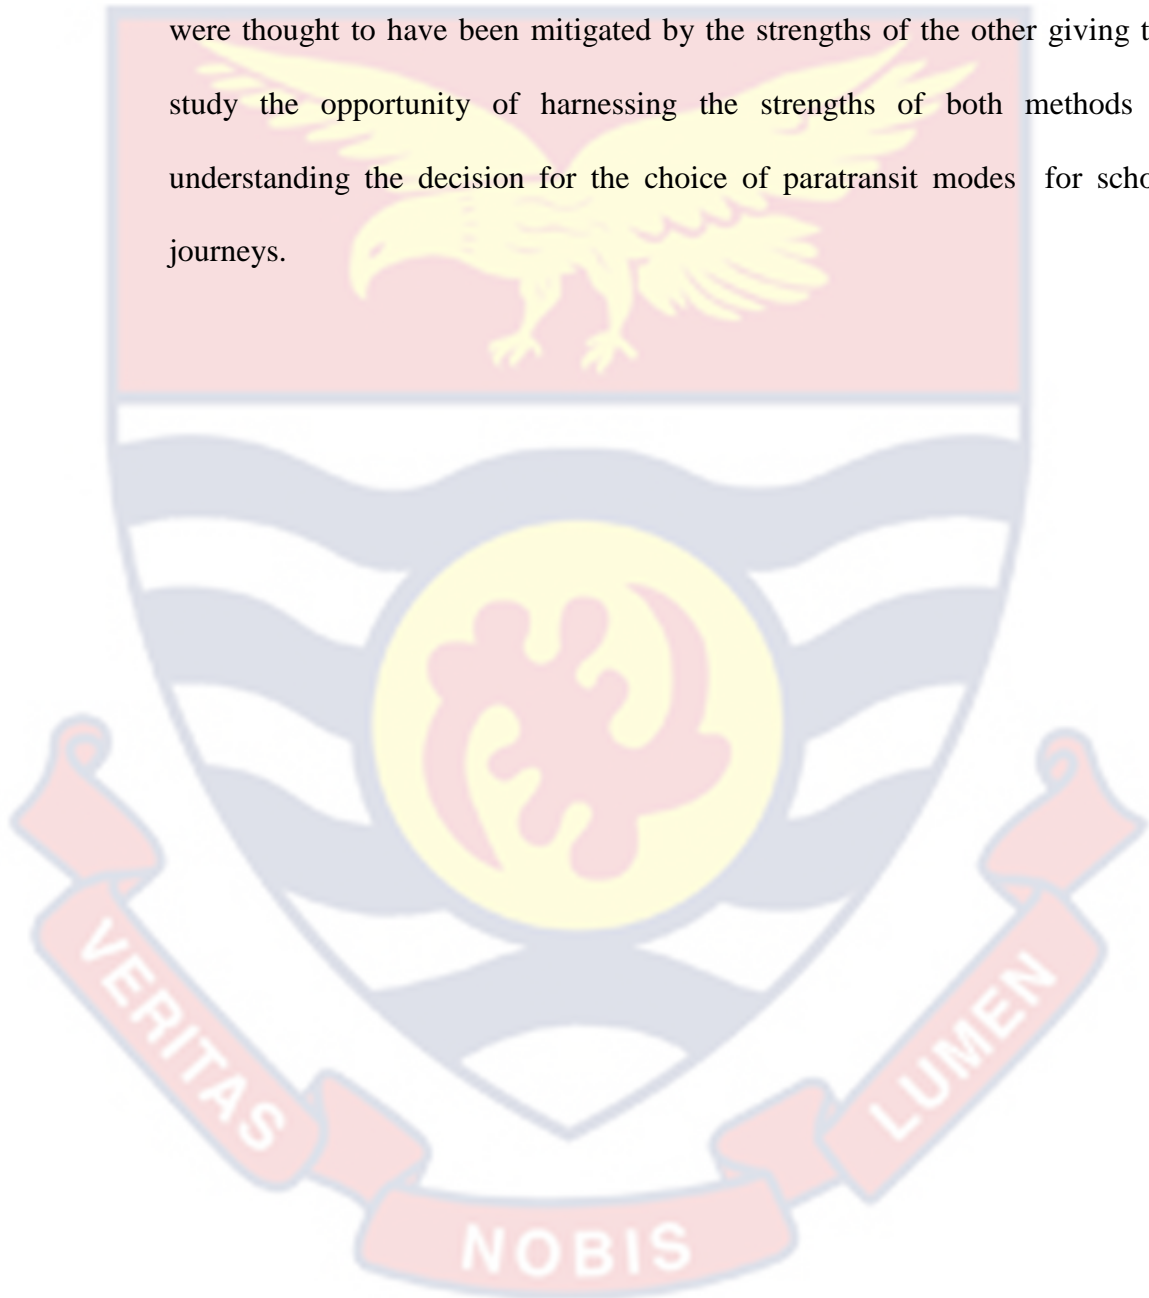 were thought to have been mitigated by the strengths of the other giving t
study the opportunity of harnessing the strengths of both methods
understanding the decision for the choice of paratransit modes for scho
journeys.
VERITAS
NOBIS
LUMEN